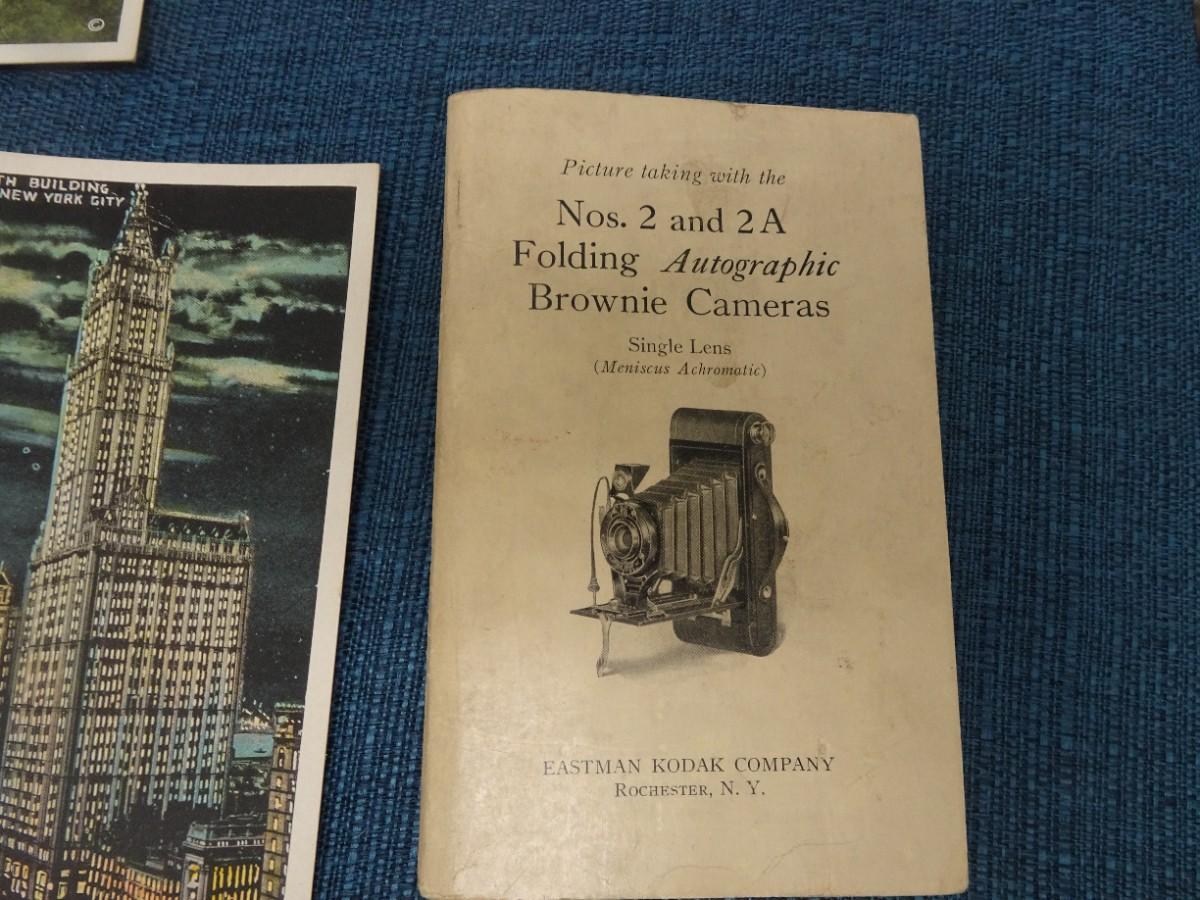 ©
TH BUILDING,
NEW YORK CITY
Picture taking with the
Nos. 2 and 2A
Folding Autographic
Brownie Cameras
Single Lens
(Meniscus Achromatic)
EASTMAN KODAK COMPANY
ROCHESTER, N. Y.